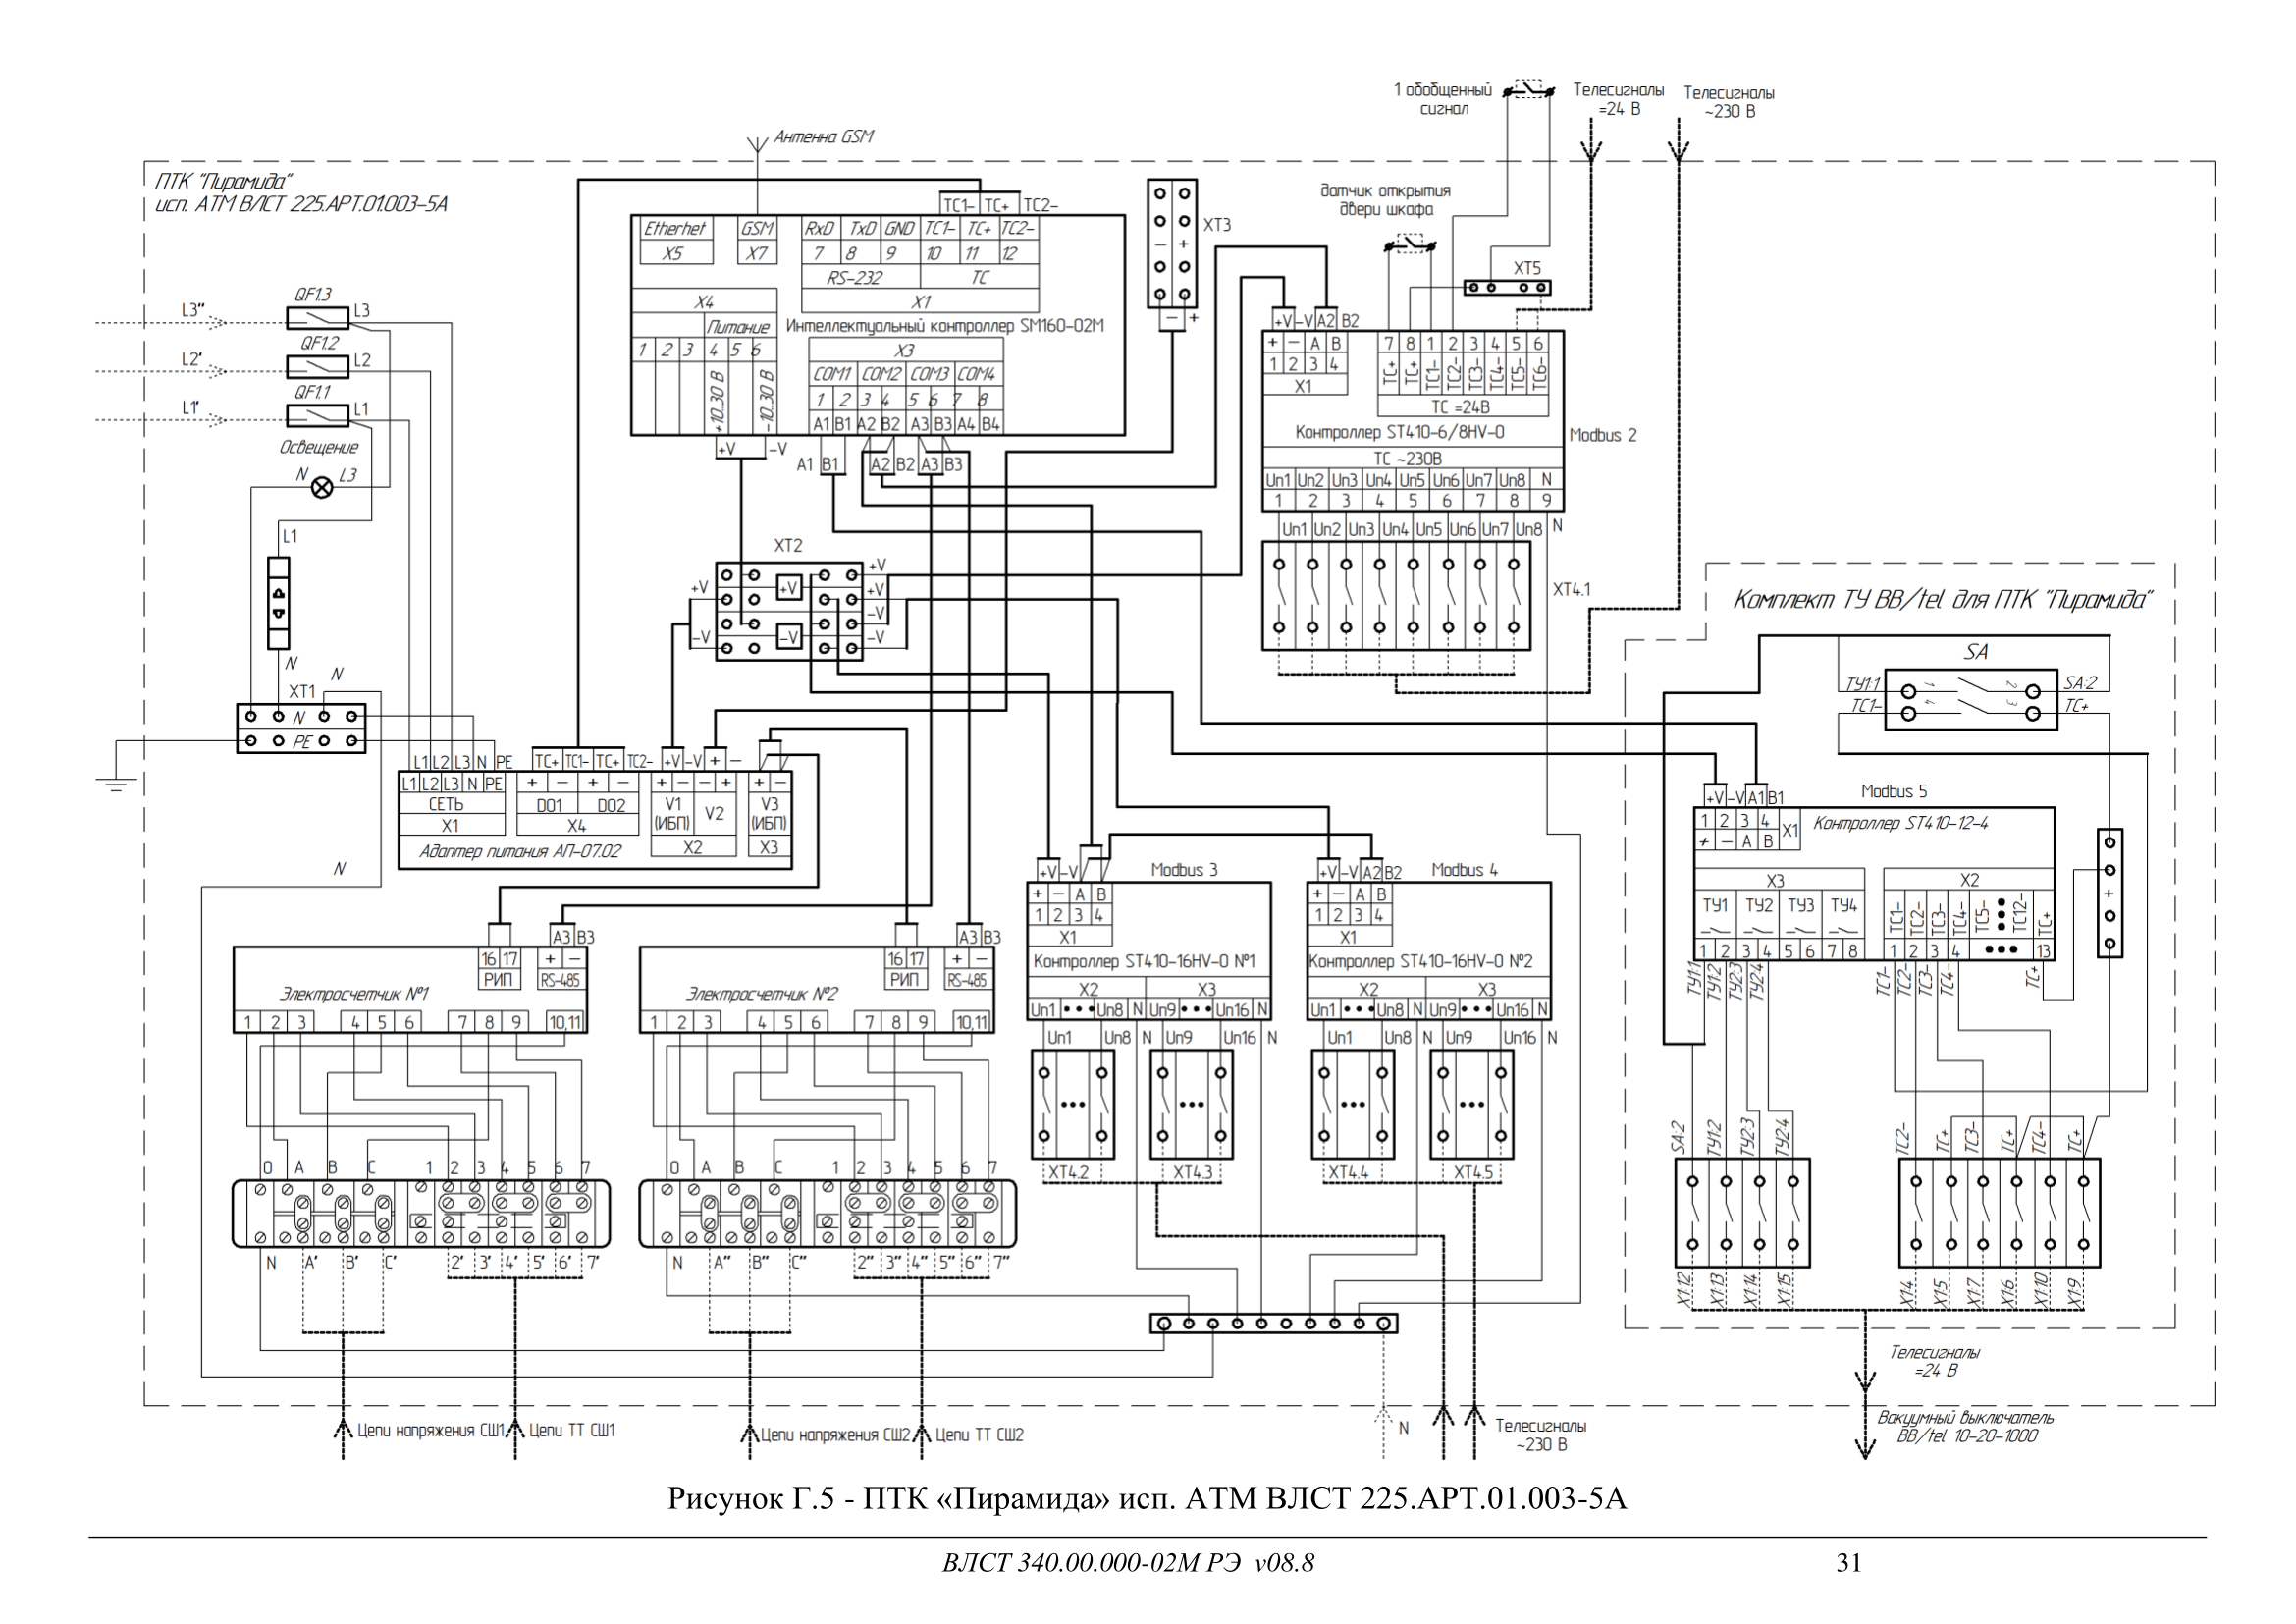 1 обобщенный
сигнал
Телесигналы
=24 В
Телесигналы
~230 В
Антенна GSM
ПТК "Пирамида"
исп. АТМ ВЛСТ 225.АРТ.01.003-5А
TC1- TC+ TC2-
Etherhet GSM RxD TxD GND TC1- TC+ TC2-
X5 X7 7 8 9 10 11 12
RS-232 TC
X4 X1
Питание Интеллектуальный контроллер SM160-02M
1 2 3 4 5 6 X3
+10.30 В -10.30 В
COM1 COM2 COM3 COM4
1 2 3 4 5 6 7 8
A1 B1 A2 B2 A3 B3 A4 B4
+V -V A1 B1 A2 B2 A3 B3
XT3
- +
- +
датчик открытия
двери шкафа
XT5
+V -V A2 B2
+ - A B 7 8 1 2 3 4 5 6
1 2 3 4 TC+ TC+ TC1- TC2- TC3- TC4- TC5- TC6-
X1
TC =24В
Контроллер ST410-6/8HV-0 Modbus 2
TC ~230В
Un1 Un2 Un3 Un4 Un5 Un6 Un7 Un8 N
1 2 3 4 5 6 7 8 9
Un1 Un2 Un3 Un4 Un5 Un6 Un7 Un8 N
XT4.1
L3" QF1.3 L3
L2' QF1.2 L2
L1' QF1.1 L1
Освещение
N L3
L1
N
N
XT1
N
PE
N
XT2
+V +V +V
+V
-V
-V -V -V
L1 L2 L3 N PE TC+ TC1- TC+ TC2- +V -V + -
L1 L2 L3 N PE + - + - + - - + + -
СЕТЬ DO1 DO2 V1 (ИБП) V2 V3 (ИБП)
X1 X4 X2 X3
Адаптер питания АП-07.02
Комплект ТУ BB/tel для ПТК "Пирамида"
SA
ТУ1:1 1 2 SA:2
TC1- 4 3 TC+
Modbus 5
+V -V A1 B1
1 2 3 4 X1 Контроллер ST410-12-4
+ - A B
X3 X2
ТУ1 ТУ2 ТУ3 ТУ4 TC1- TC2- TC3- TC4- TC5- TC12- TC+
1 2 3 4 5 6 7 8 1 2 3 4 13
ТУ1:1 ТУ1:2 ТУ2:3 ТУ2:4 TC1- TC2- TC3- TC4- TC+
+
SA:2 ТУ1:2 ТУ2:3 ТУ2:4 TC2- TC+ TC3- TC+ TC4- TC+
X1:12 X1:13 X1:14 X1:15 X1:4 X1:5 X1:7 X1:6 X1:10 X1:9
Телесигналы
=24 В
Вакуумный выключатель
BB/tel 10-20-1000
+V -V Modbus 3
+ - A B
1 2 3 4
X1
Контроллер ST410-16HV-0 №1
X2 X3
Un1 Un8 N Un9 Un16 N
Un1 Un8 N Un9 Un16 N
XT4.2 XT4.3
+V -V A2 B2 Modbus 4
+ - A B
1 2 3 4
X1
Контроллер ST410-16HV-0 №2
X2 X3
Un1 Un8 N Un9 Un16 N
Un1 Un8 N Un9 Un16 N
XT4.4 XT4.5
A3 B3
16 17 + -
РИП RS-485
Электросчетчик №1
1 2 3 4 5 6 7 8 9 10,11
0 A B C 1 2 3 4 5 6 7
N A' B' C' 2' 3' 4' 5' 6' 7'
A3 B3
16 17 + -
РИП RS-485
Электросчетчик №2
1 2 3 4 5 6 7 8 9 10,11
0 A B C 1 2 3 4 5 6 7
N A" B" C" 2" 3" 4" 5" 6" 7"
Цепи напряжения СШ1 Цепи ТТ СШ1
Цепи напряжения СШ2 Цепи ТТ СШ2
N
Телесигналы
~230 В
Рисунок Г.5 - ПТК «Пирамида» исп. АТМ ВЛСТ 225.АРТ.01.003-5А
ВЛСТ 340.00.000-02М РЭ v08.8 31